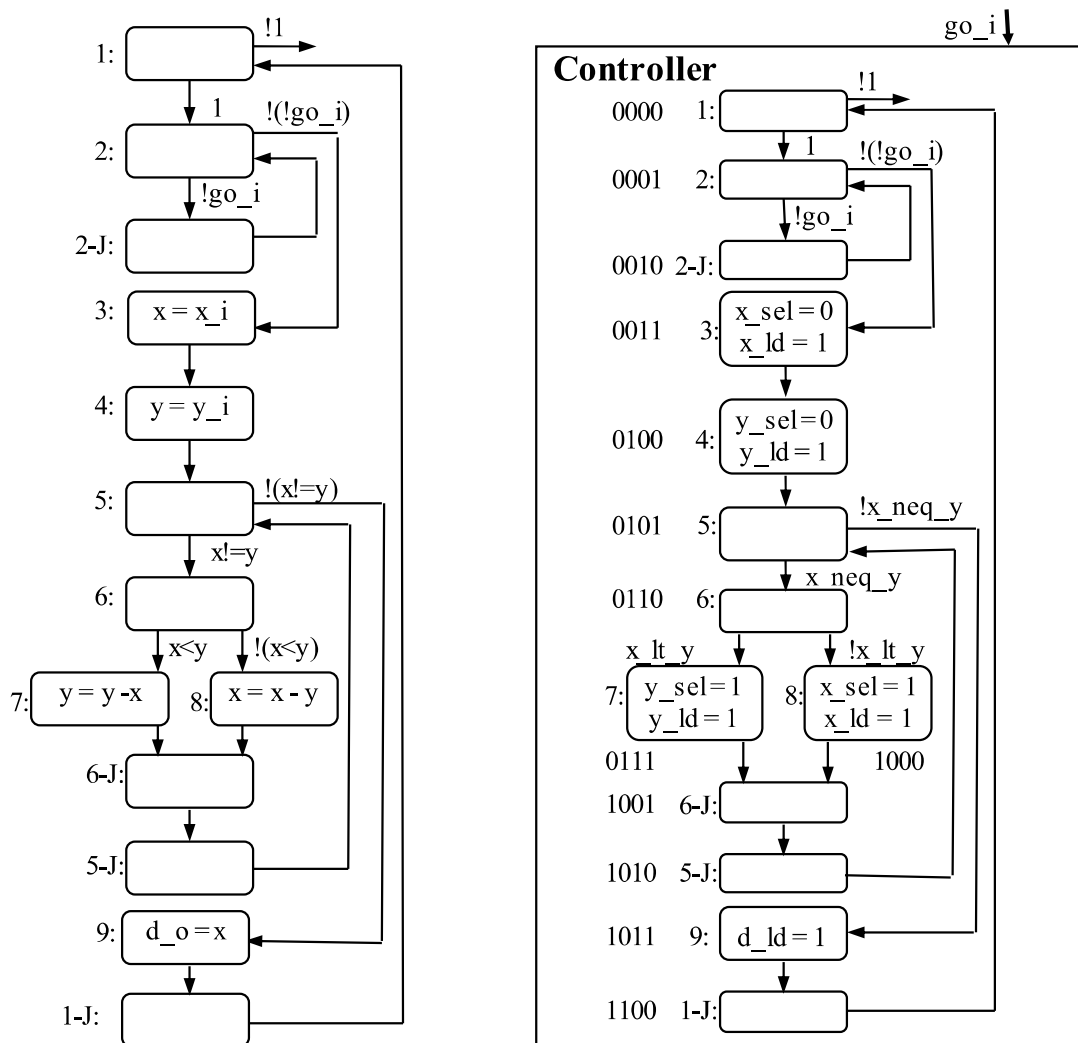 !1
1:
1
!(!go_i)
2:
!go_i
2-J:
3:
x = x_i
4:
y = y_i
5:
!(x!=y)
x!=y
6:
x<y
!(x<y)
7:
y = y -x
8:
x = x - y
6-J:
5-J:
9:
d_o = x
1-J:
go_i
Controller
!1
0000 1:
1
!(!go_i)
0001 2:
!go_i
0010 2-J:
x_sel=0
0011 3:
x_ld = 1
y_sel=0
0100 4:
y_ld = 1
!x_neq_y
0101 5:
x neq_y
0110 6:
x_lt_y
!x_lt_y
7:
y_sel=1
y_ld=1
8:
x_sel=1
x_ld=1
0111
1000
1001 6-J:
1010 5-J:
1011 9:
d_ld = 1
1100 1-J: